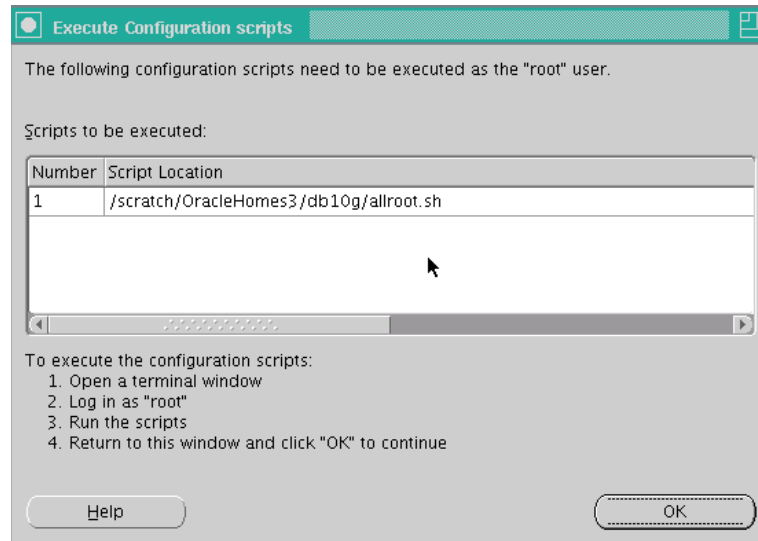 Execute Configuration scripts
The following configuration scripts need to be executed as the "root" user.
Scripts to be executed:
Number Script Location
1 /scratch/OracleHomes3/db10g/allroot.sh
To execute the configuration scripts:
1. Open a terminal window
2. Log in as "root"
3. Run the scripts
4. Return to this window and click "OK" to continue
Help OK